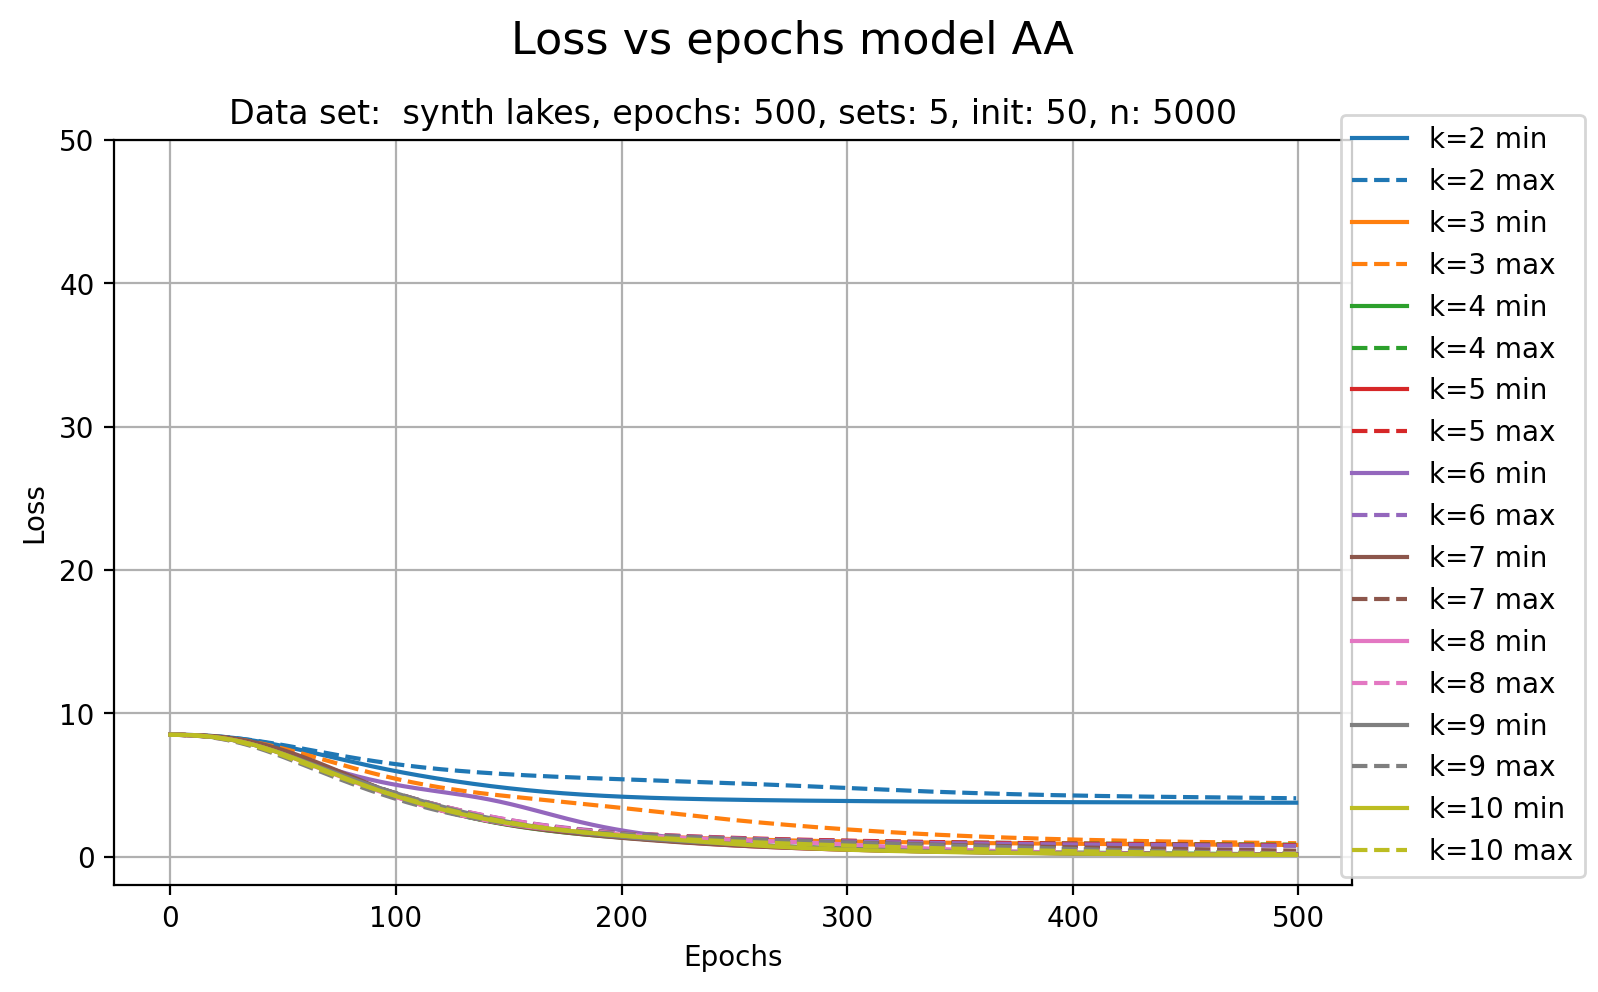 Loss vs epochs model AA
Data set:  synth lakes, epochs: 500, sets: 5, init: 50, n: 5000
50
40
30
20
10
0
Loss
0 100 200 300 400 500
Epochs
k=2 min
k=2 max
k=3 min
k=3 max
k=4 min
k=4 max
k=5 min
k=5 max
k=6 min
k=6 max
k=7 min
k=7 max
k=8 min
k=8 max
k=9 min
k=9 max
k=10 min
k=10 max